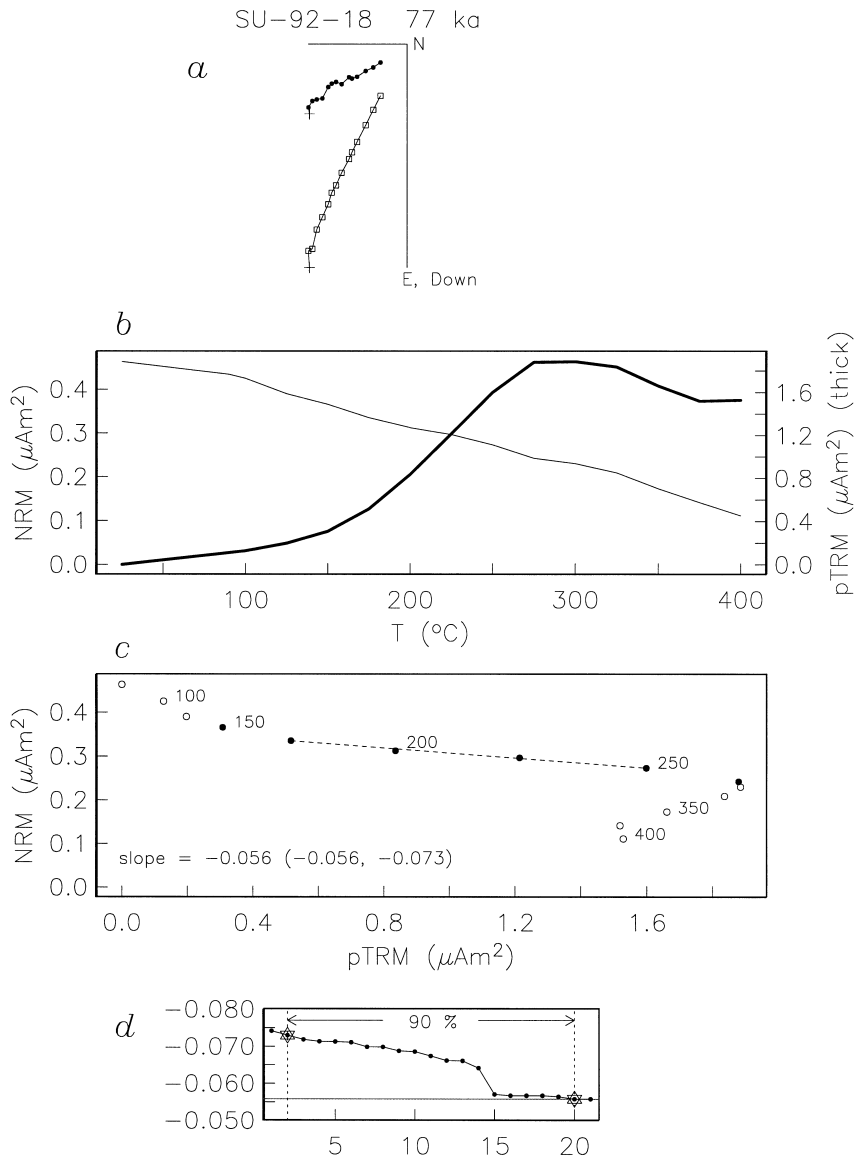 SU−92−18 77 ka
a
N
E, Down
b
NRM (μAm²)
0.4
0.3
0.2
0.1
0.0
pTRM (μAm²) (thick)
1.6
1.2
0.8
0.4
0.0
100 200 300 400
T (°C)
c
NRM (μAm²)
0.4
0.3
0.2
0.1
0.0
100
150
200
250
350
400
slope = −0.056 (−0.056, −0.073)
0.0 0.4 0.8 1.2 1.6
pTRM (μAm²)
d
−0.080
−0.070
−0.060
−0.050
90 %
5 10 15 20